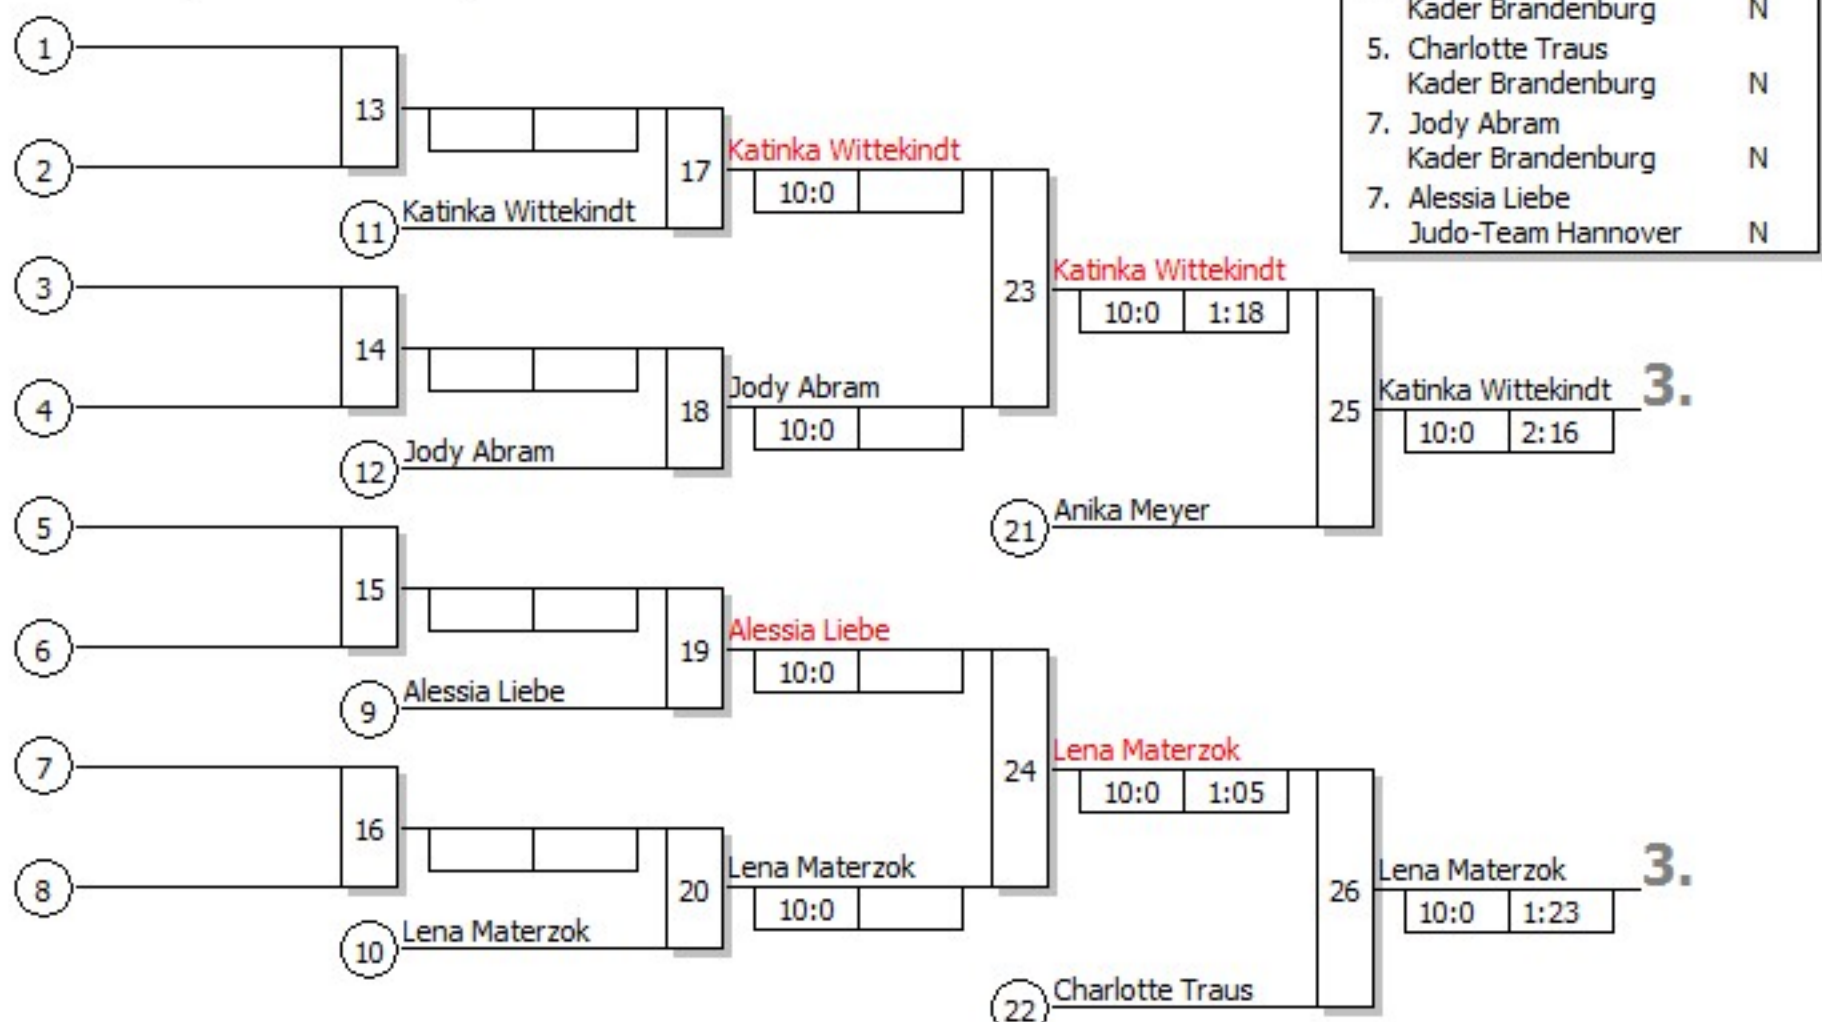 Kader Brandenburg N
1
5. Charlotte Traus
Kader Brandenburg N
13
7. Jody Abram
2
Katinka Wittekindt
Kader Brandenburg N
17
10:0
7. Alessia Liebe
11
Katinka Wittekindt
Judo-Team Hannover N
3
Katinka Wittekindt
23
10:0 1:18
14
4
Jody Abram
Katinka Wittekindt 3.
18
10:0
25
10:0 2:16
12
Jody Abram
5
21
Anika Meyer
15
6
Alessia Liebe
19
10:0
9
Alessia Liebe
7
Lena Materzok
24
10:0 1:05
16
8
Lena Materzok
Lena Materzok 3.
20
10:0
26
10:0 1:23
10
Lena Materzok
22
Charlotte Traus